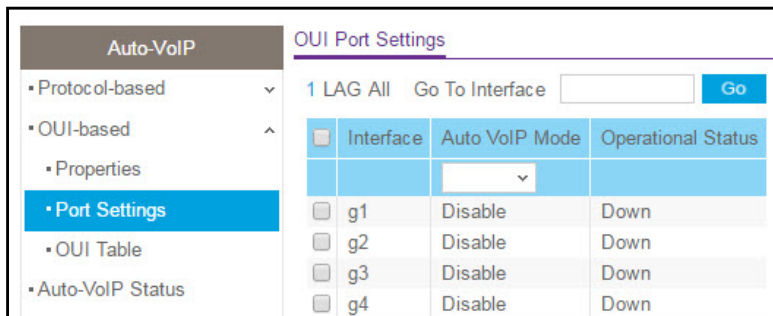 Auto-VoIP
Protocol-based
OUI-based
Properties
Port Settings
OUI Table
Auto-VoIP Status
OUI Port Settings
1 LAG All Go To Interface Go
Interface Auto VoIP Mode Operational Status
g1 Disable Down
g2 Disable Down
g3 Disable Down
g4 Disable Down